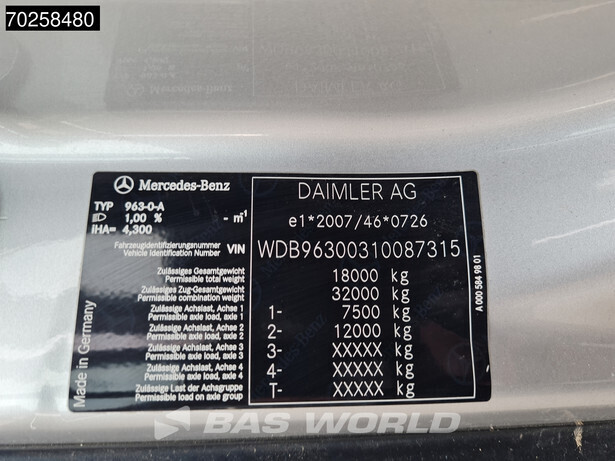 70258480
Mercedes-Benz
DAIMLER AG
TYP 963-0-A
1,00 % - m⁻¹
iHA= 4,300
e1*2007/46*0726
Fahrzeugidentifizierungsnummer
Vehicle Identification Number VIN WDB96300310087315
Zulässiges Gesamtgewicht
Permissible total weight 18000 kg
Zulässiges Zug-Gesamtgewicht
Permissible combination weight 32000 kg
Zulässige Achslast, Achse 1
Permissible axle load, axle 1 1- 7500 kg
Zulässige Achslast, Achse 2
Permissible axle load, axle 2 2- 12000 kg
Zulässige Achslast, Achse 3
Permissible axle load, axle 3 3- XXXXX kg
Zulässige Achslast, Achse 4
Permissible axle load, axle 4 4- XXXXX kg
Zulässige Last der Achsgruppe
Permissible load on axle group T- XXXXX kg
Made in Germany
A 000 584 98 01
BAS WORLD